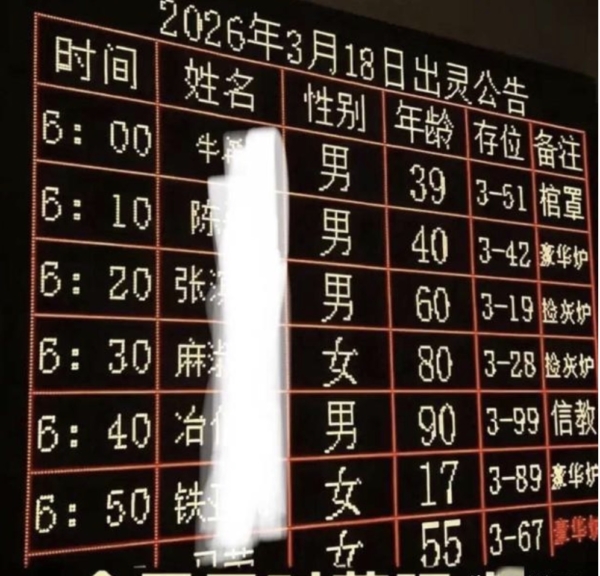 2026年3月18日出灵公告
时间 姓名 性别 年龄 存位 备注
6:00 牛 男 39 3-51 棺罩
6:10 陈 男 40 3-42 豪华炉
6:20 张 男 60 3-19 捡灰炉
6:30 麻 女 80 3-28 捡灰炉
6:40 冶 男 90 3-99 信教
6:50 铁 女 17 3-89 豪华炉
女 55 3-67 豪华炉